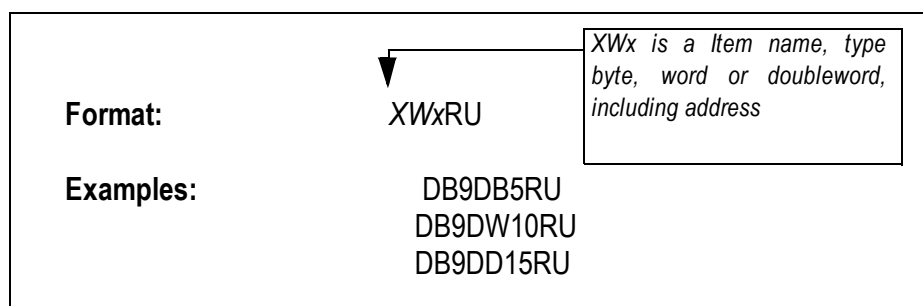 XWx is a Item name, type
byte, word or doubleword,
including address
Format: XWxRU
Examples: DB9DB5RU
DB9DW10RU
DB9DD15RU